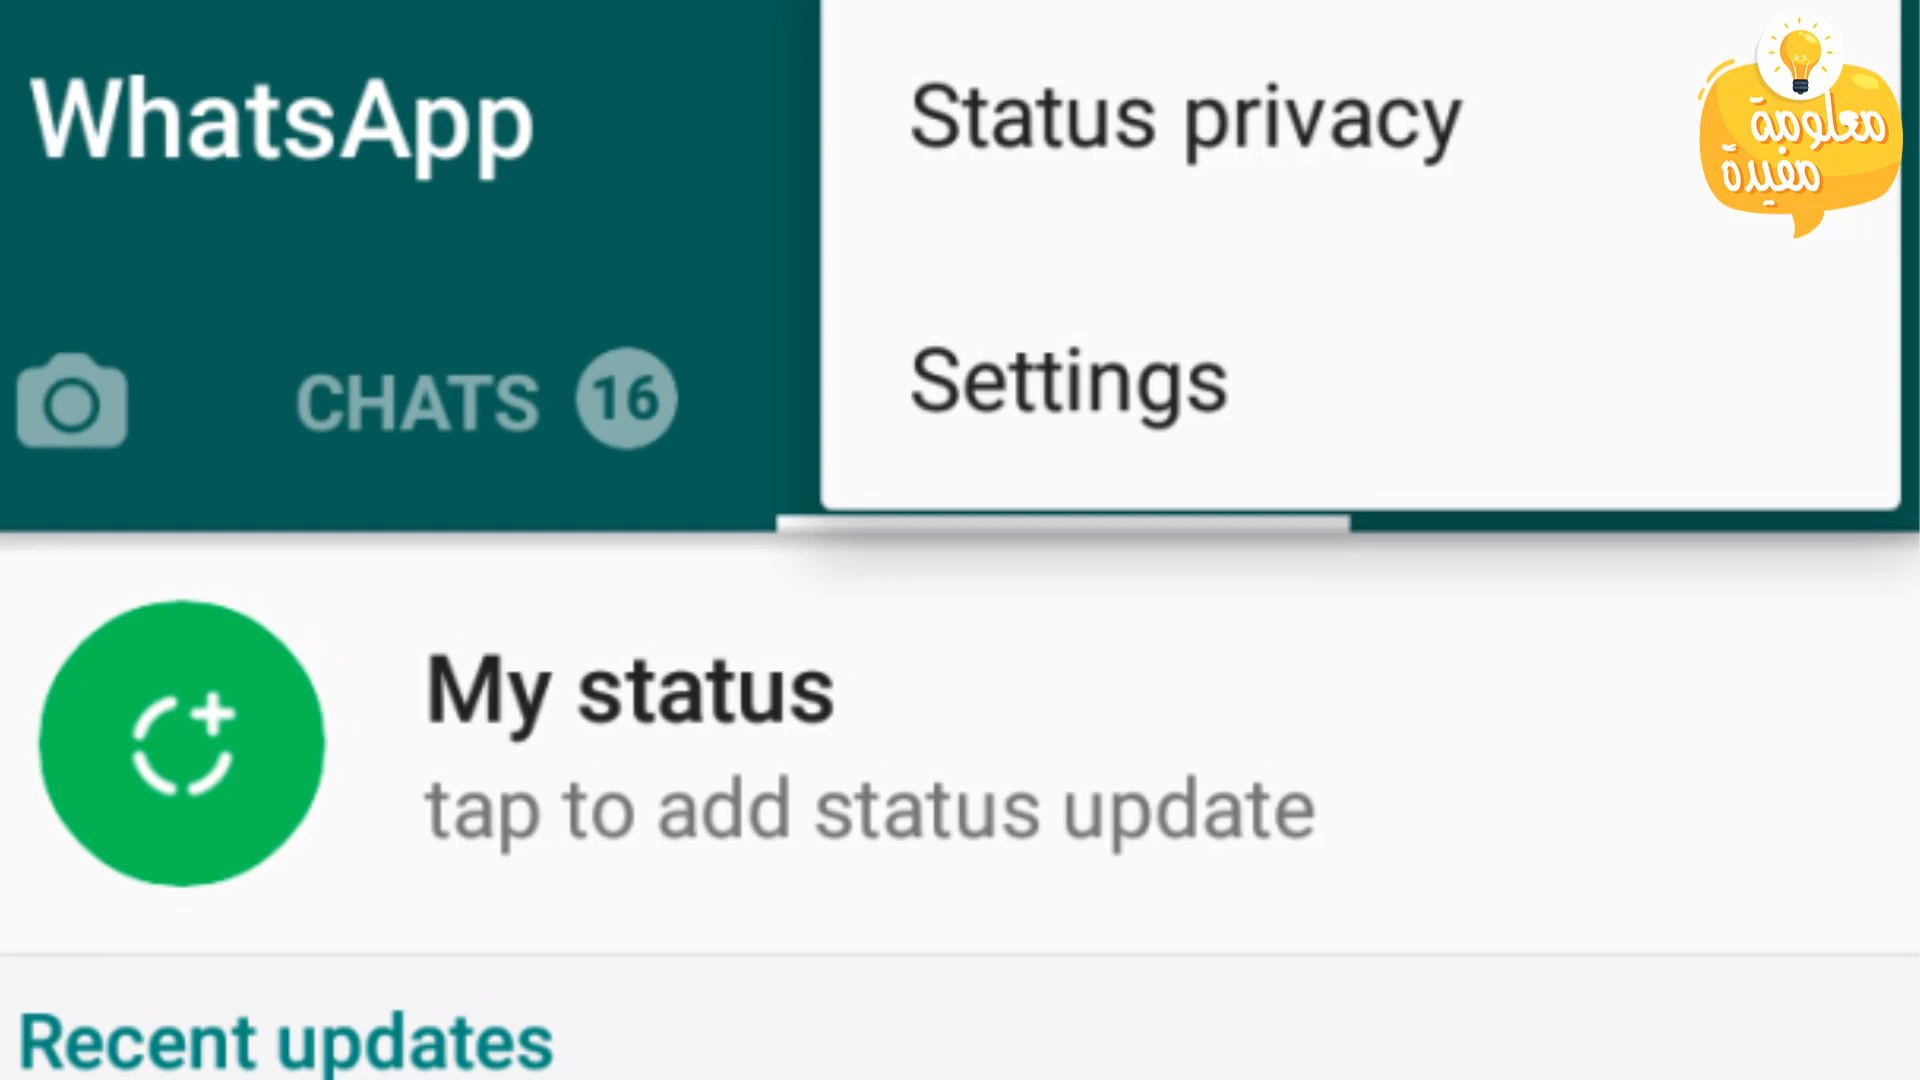 WhatsApp
Status privacy
معلومة
مفيدة
CHATS 16
Settings
My status
tap to add status update
Recent updates